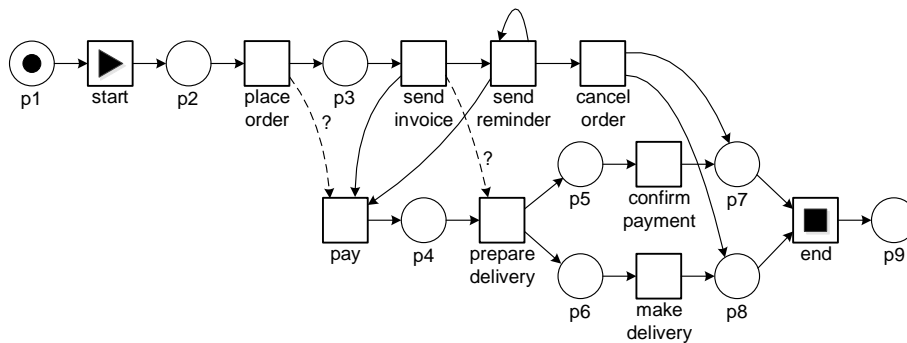 p1
start
p2
place
order
p3
send
invoice
send
reminder
cancel
order
?
?
p5
confirm
payment
p7
pay
p4
prepare
delivery
end
p9
p6
make
delivery
p8